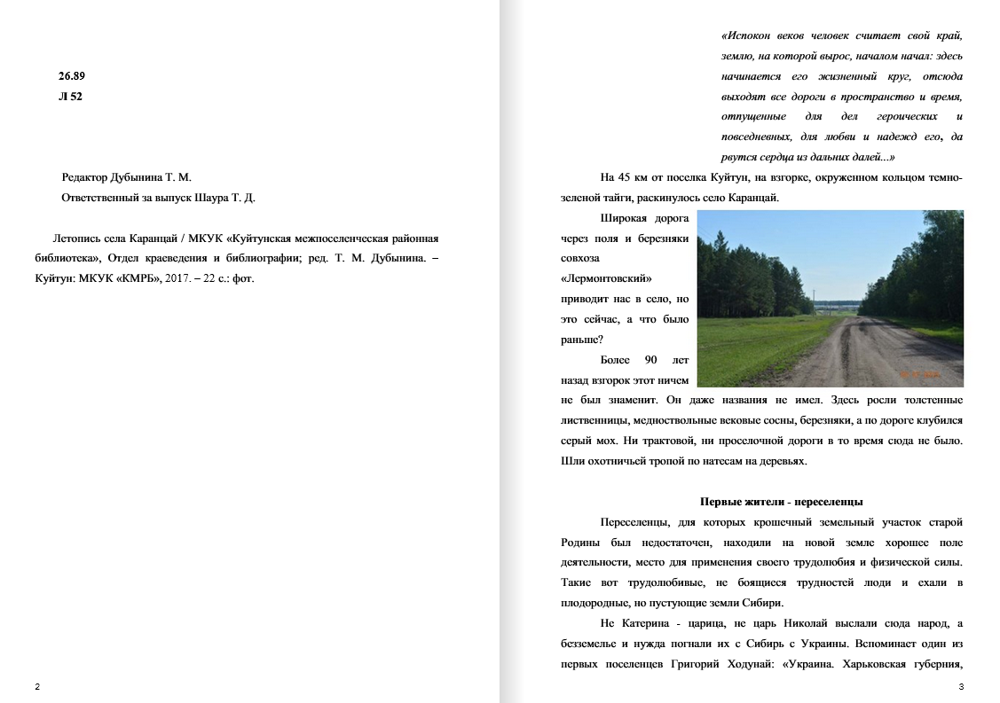 26.89
Л 52
Редактор Дубынина Т. М.
Ответственный за выпуск Шаура Т. Д.
Летопись села Каранцай / МКУК «Куйтунская межпоселенческая районная
библиотека», Отдел краеведения и библиографии; ред. Т. М. Дубынина. –
Куйтун: МКУК «КМРБ», 2017. – 22 с.: фот.
2
«Испокон веков человек считает свой край,
землю, на которой вырос, началом начал: здесь
начинается его жизненный круг, отсюда
выходят все дороги в пространство и время,
отпущенные для дел героических и
повседневных, для любви и надежд его, да
рвутся сердца из дальних далей...»
На 45 км от поселка Куйтун, на взгорке, окруженном кольцом темно-
зеленой тайги, раскинулось село Каранцай.
Широкая дорога
через поля и березняки
совхоза
«Лермонтовский»
приводит нас в село, но
это сейчас, а что было
раньше?
Более 90 лет
назад взгорок этот ничем
не был знаменит. Он даже названия не имел. Здесь росли толстенные
лиственницы, медноствольные вековые сосны, березняки, а по дороге клубился
серый мох. Ни трактовой, ни проселочной дороги в то время сюда не было.
Шли охотничьей тропой по натесам на деревьях.
Первые жители - переселенцы
Переселенцы, для которых крошечный земельный участок старой
Родины был недостаточен, находили на новой земле хорошее поле
деятельности, место для применения своего трудолюбия и физической силы.
Такие вот трудолюбивые, не боящиеся трудностей люди и ехали в
плодородные, но пустующие земли Сибири.
Не Катерина - царица, не царь Николай выслали сюда народ, а
безземелье и нужда погнали их с Сибирь с Украины. Вспоминает один из
первых поселенцев Григорий Ходунай: «Украина. Харьковская губерния,
3